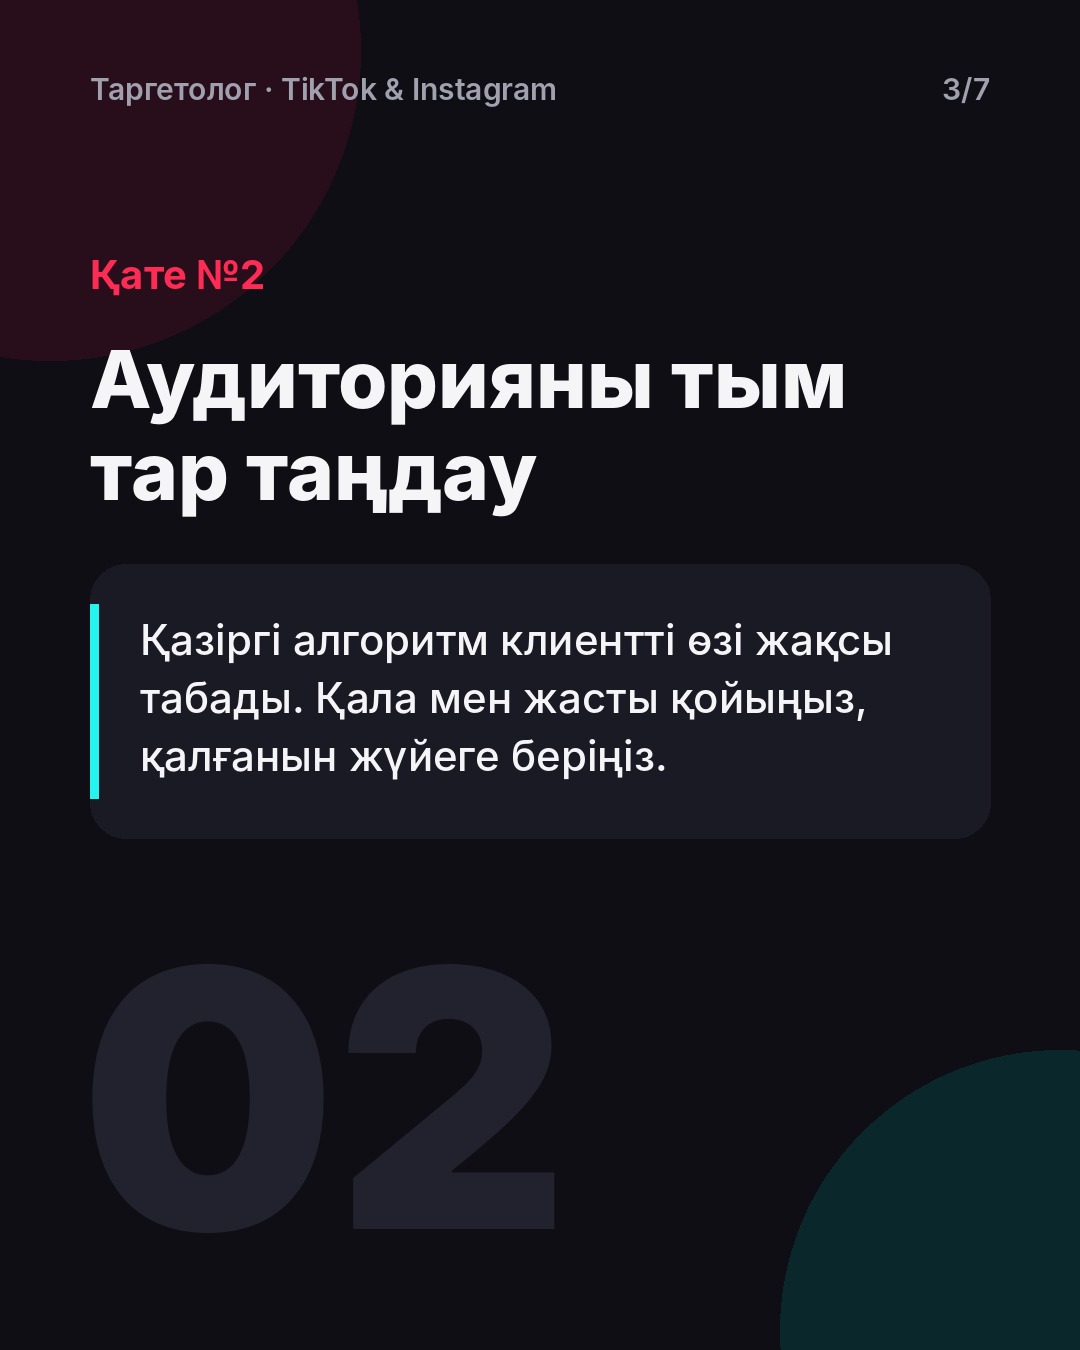 Таргетолог · TikTok & Instagram
3/7
Қате №2
Аудиторияны тым
тар таңдау
Қазіргі алгоритм клиентті өзі жақсы
табады. Қала мен жасты қойыңыз,
қалғанын жүйеге беріңіз.
02